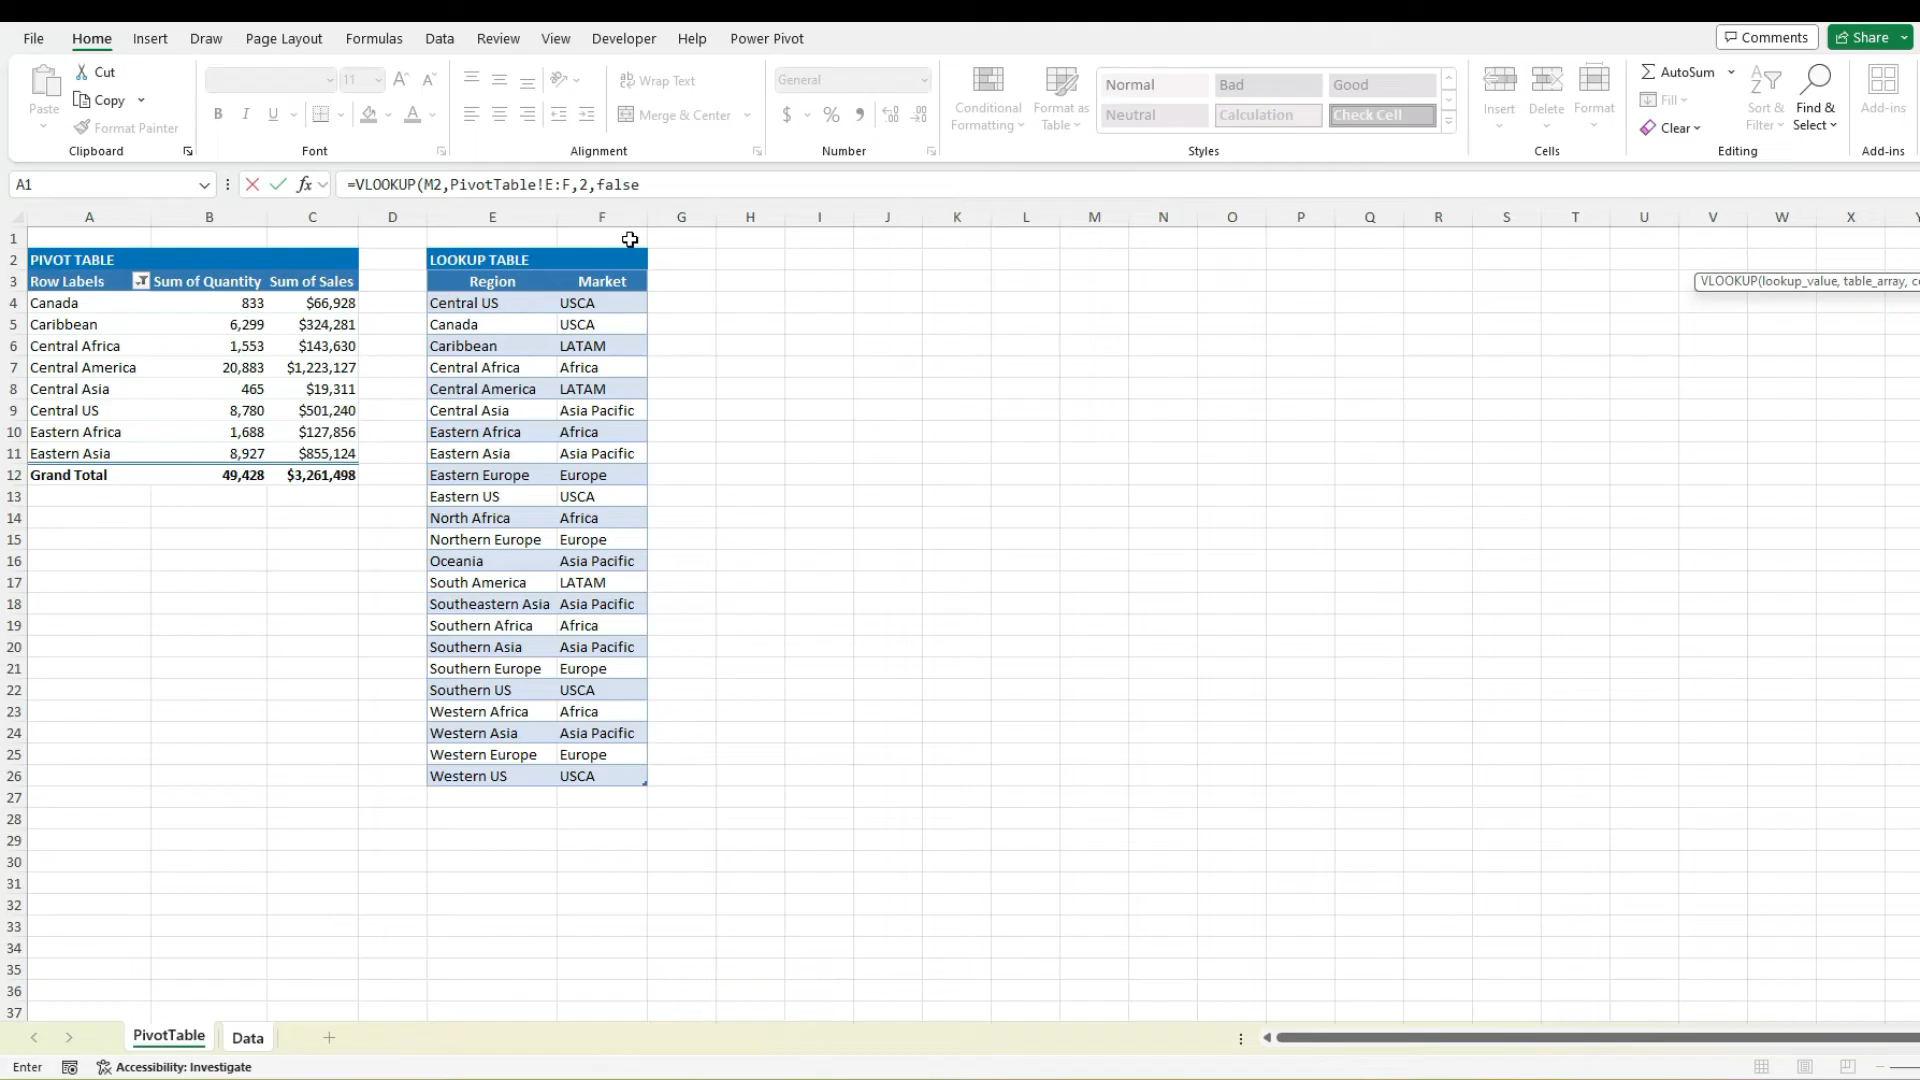 File Home Insert Draw Page Layout Formulas Data Review View Developer Help Power Pivot Comments Share
Paste Cut Copy Format Painter Clipboard
11 A^ A˅ B I U A Font
ab Wrap Text Merge & Center Alignment
General $ % Number
Conditional Formatting Format as Table Normal Bad Good Neutral Calculation Check Cell Styles
Insert Delete Format Cells
AutoSum Fill Clear Sort & Filter Find & Select Editing
Add-ins Add-ins
A1 fx =VLOOKUP(M2,PivotTable!E:F,2,false
A B C D E F G H I J K L M N O P Q R S T U V W X
1
2 PIVOT TABLE LOOKUP TABLE
3 Row Labels Sum of Quantity Sum of Sales Region Market VLOOKUP(lookup_value, table_array,
4 Canada 833 $66,928 Central US USCA
5 Caribbean 6,299 $324,281 Canada USCA
6 Central Africa 1,553 $143,630 Caribbean LATAM
7 Central America 20,883 $1,223,127 Central Africa Africa
8 Central Asia 465 $19,311 Central America LATAM
9 Central US 8,780 $501,240 Central Asia Asia Pacific
10 Eastern Africa 1,688 $127,856 Eastern Africa Africa
11 Eastern Asia 8,927 $855,124 Eastern Asia Asia Pacific
12 Grand Total 49,428 $3,261,498 Eastern Europe Europe
13 Eastern US USCA
14 North Africa Africa
15 Northern Europe Europe
16 Oceania Asia Pacific
17 South America LATAM
18 Southeastern Asia Asia Pacific
19 Southern Africa Africa
20 Southern Asia Asia Pacific
21 Southern Europe Europe
22 Southern US USCA
23 Western Africa Africa
24 Western Asia Asia Pacific
25 Western Europe Europe
26 Western US USCA
27
28
29
30
31
32
33
34
35
36
37
PivotTable Data
Enter Accessibility: Investigate